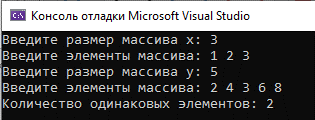 Консоль отладки Microsoft Visual Studio
Введите размер массива x: 3
Введите элементы массива: 1 2 3
Введите размер массива y: 5
Введите элементы массива: 2 4 3 6 8
Количество одинаковых элементов: 2